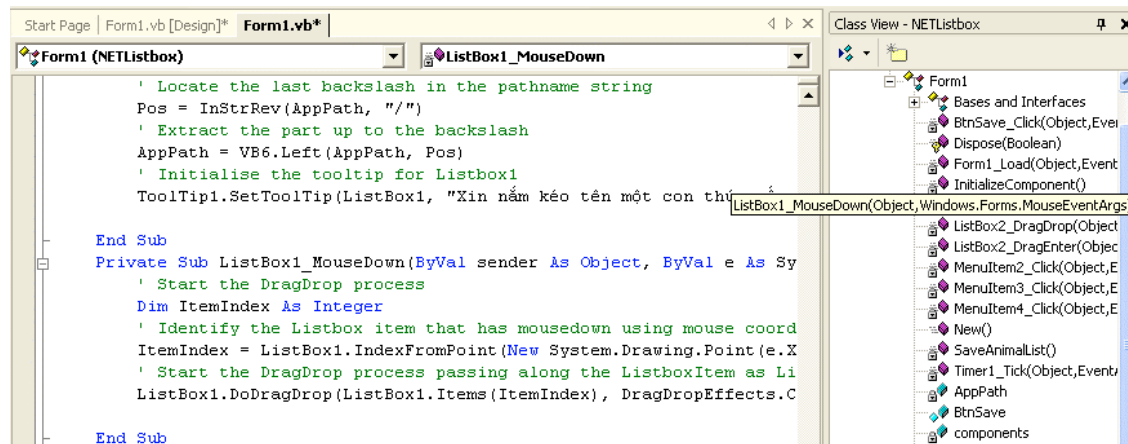 Start Page Form1.vb [Design]* Form1.vb*
Form1 (NETListbox) ListBox1_MouseDown
' Locate the last backslash in the pathname string
Pos = InStrRev(AppPath, "/")
' Extract the part up to the backslash
AppPath = VB6.Left(AppPath, Pos)
' Initialise the tooltip for Listbox1
ToolTip1.SetToolTip(ListBox1, "Xin nắm kéo tên một con
End Sub
Private Sub ListBox1_MouseDown(ByVal sender As Object, ByVal e As Sy
' Start the DragDrop process
Dim ItemIndex As Integer
' Identify the Listbox item that has mousedown using mouse coord
ItemIndex = ListBox1.IndexFromPoint(New System.Drawing.Point(e.X
' Start the DragDrop process passing along the ListboxItem as Li
ListBox1.DoDragDrop(ListBox1.Items(ItemIndex), DragDropEffects.C
End Sub
Class View - NETListbox
Form1
Bases and Interfaces
BtnSave_Click(Object,Even
Dispose(Boolean)
Form1_Load(Object,Event
InitializeComponent()
ListBox1_MouseDown(Object,Windows.Forms.MouseEventArgs
ListBox2_DragDrop(Object
ListBox2_DragEnter(Objec
MenuItem2_Click(Object,E
MenuItem3_Click(Object,E
MenuItem4_Click(Object,E
New()
SaveAnimalList()
Timer1_Tick(Object,Event
AppPath
BtnSave
components